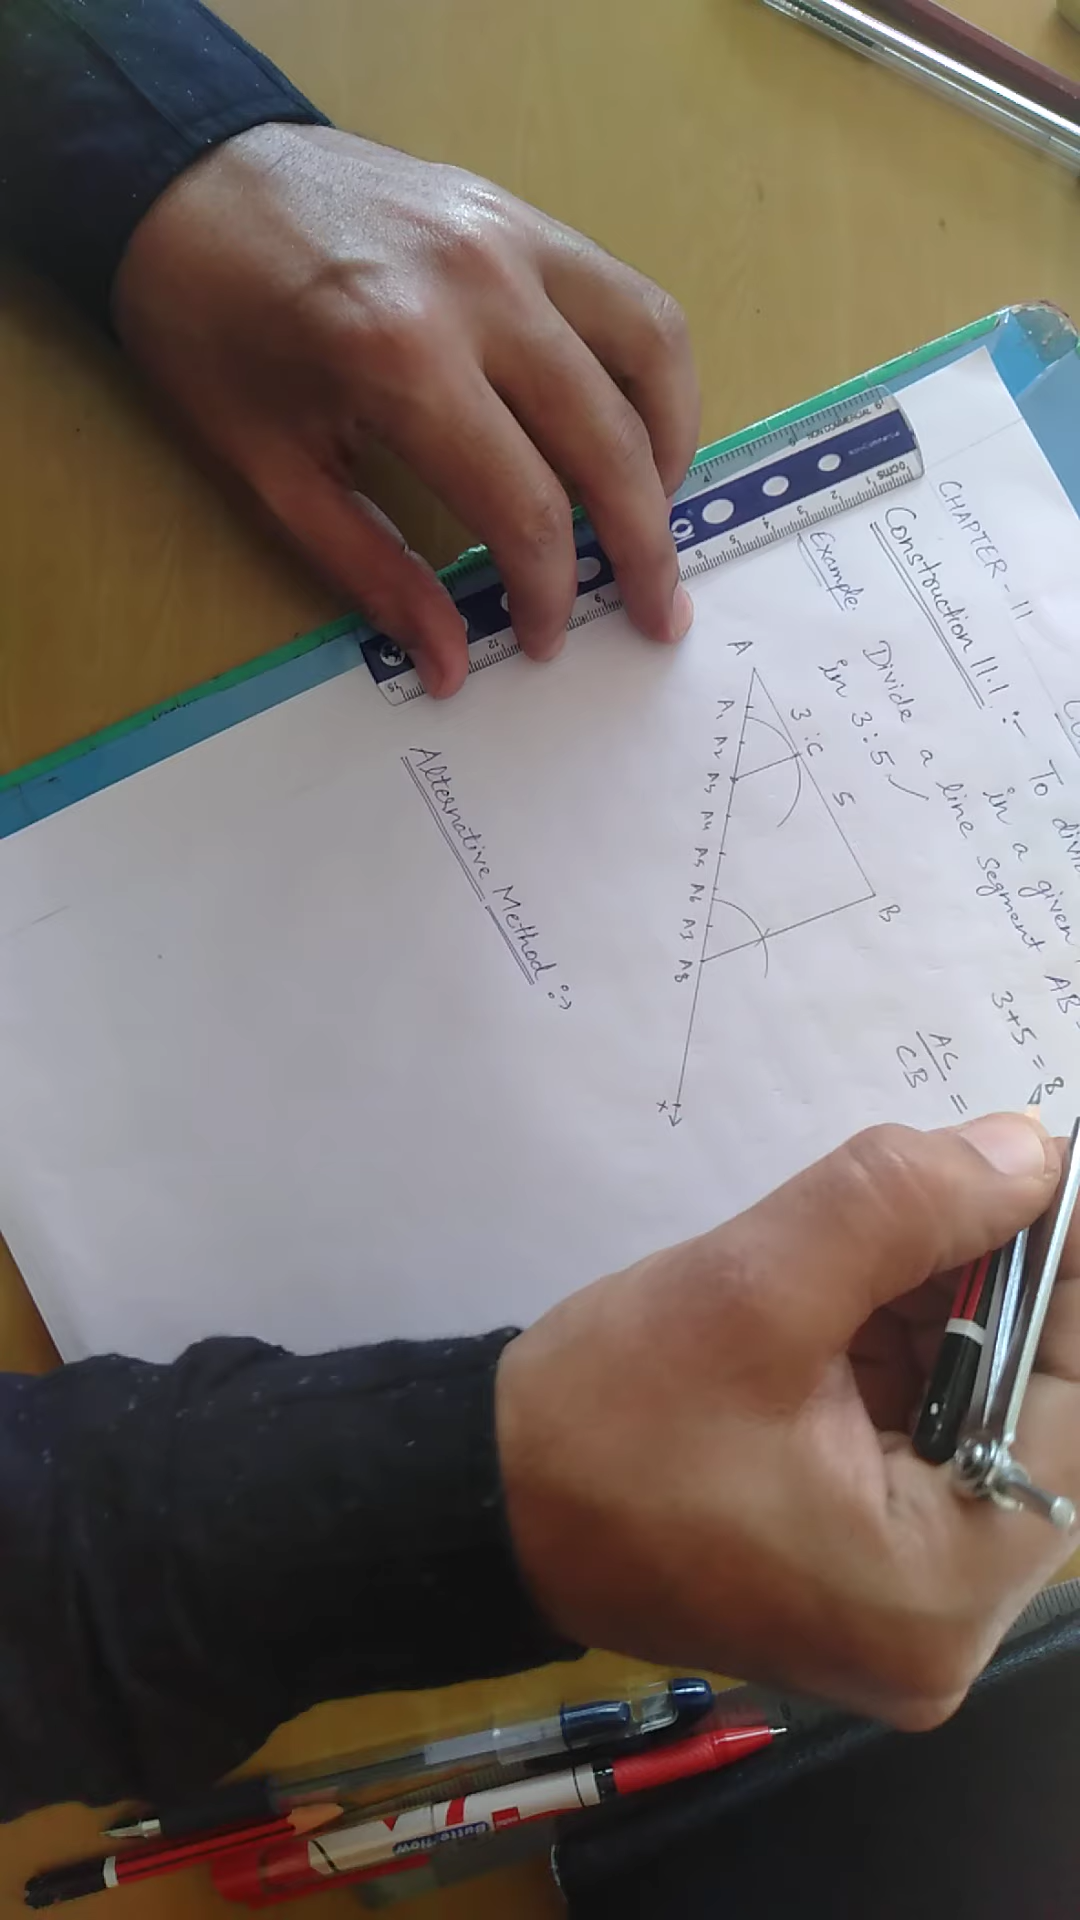 CHAPTER - 11
Construction 11.1 :- To
in a given
Example. Divide a line segment AB
in 3:5 ✓
3+5 = 8
AC
CB
=
A
3 : C
5
B
A1 A2 A3 A4 A5 A6 A7 A8
X
Alternative Method :→
Butterflow